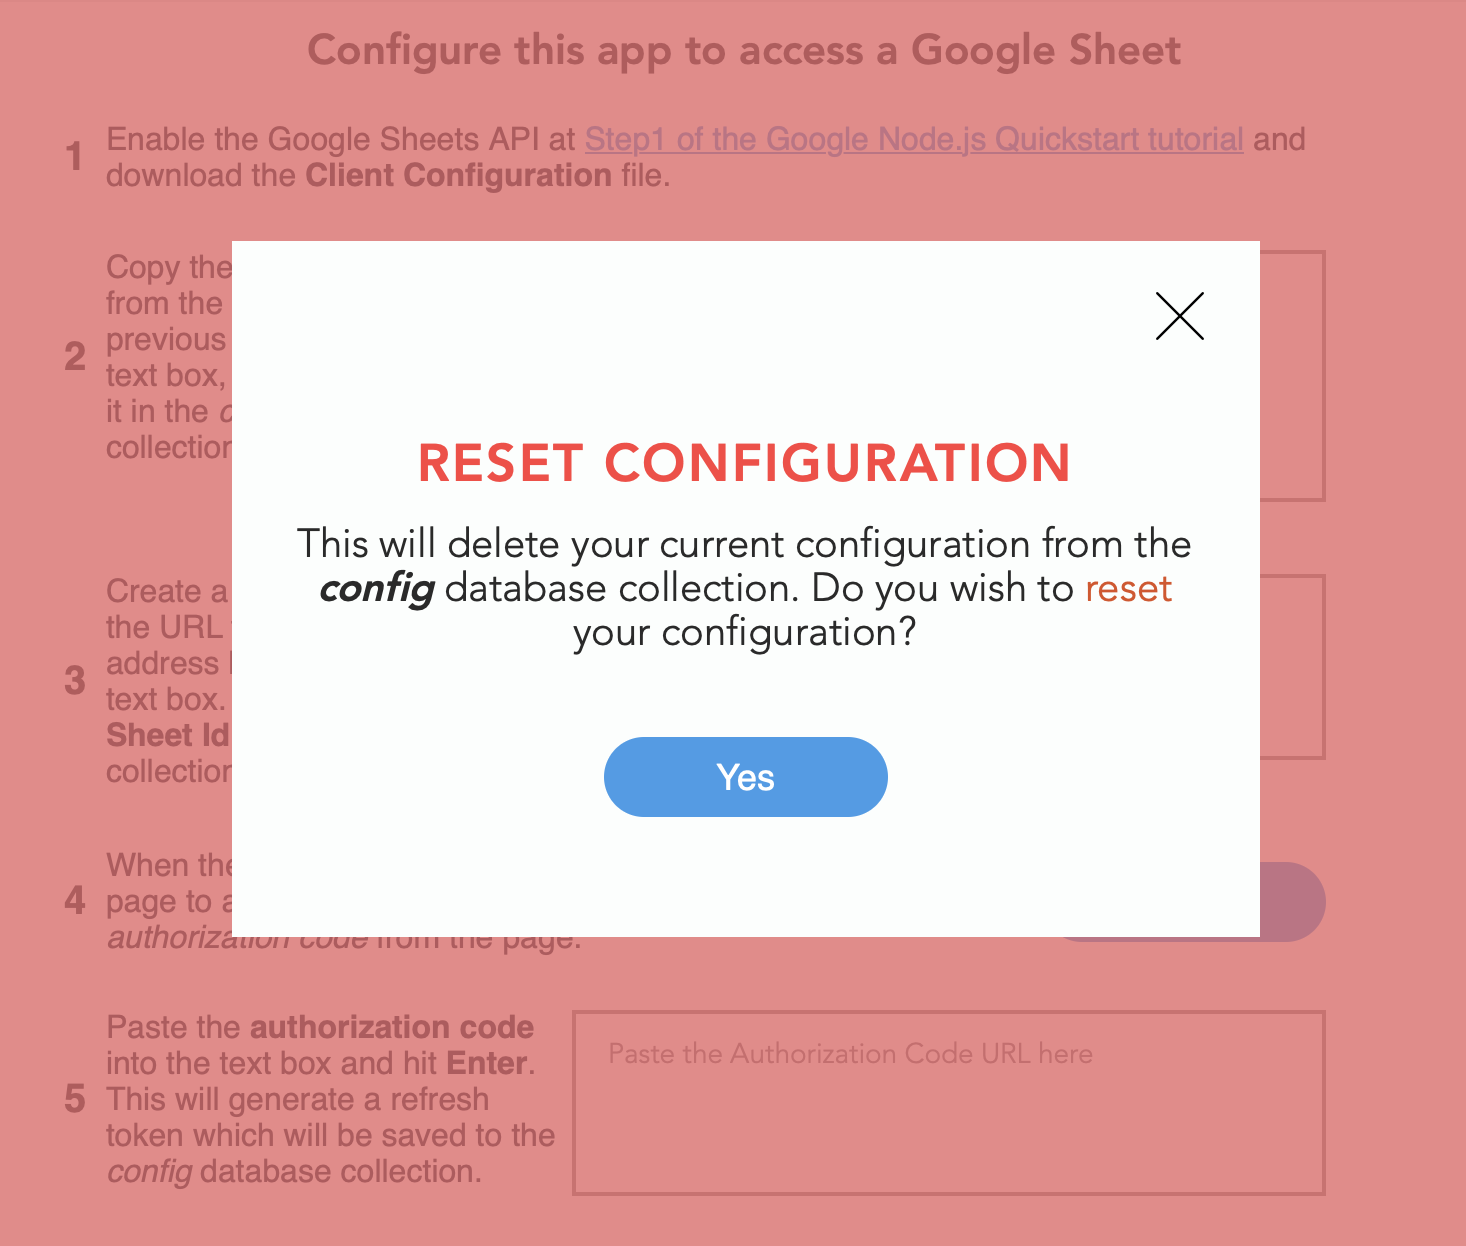 Configure this app to access a Google Sheet
1
Enable the Google Sheets API at Step1 of the Google Node.js Quickstart tutorial and
download the Client Configuration file.
2
Copy the
from the
previous
text box,
it in the
collection
RESET CONFIGURATION
This will delete your current configuration from the
config database collection. Do you wish to reset
your configuration?
Yes
3
Create a
the URL
address
text box.
Sheet Id
collection
4
When the
page to
authorization code from the page.
5
Paste the authorization code
into the text box and hit Enter.
This will generate a refresh
token which will be saved to the
config database collection.
Paste the Authorization Code URL here